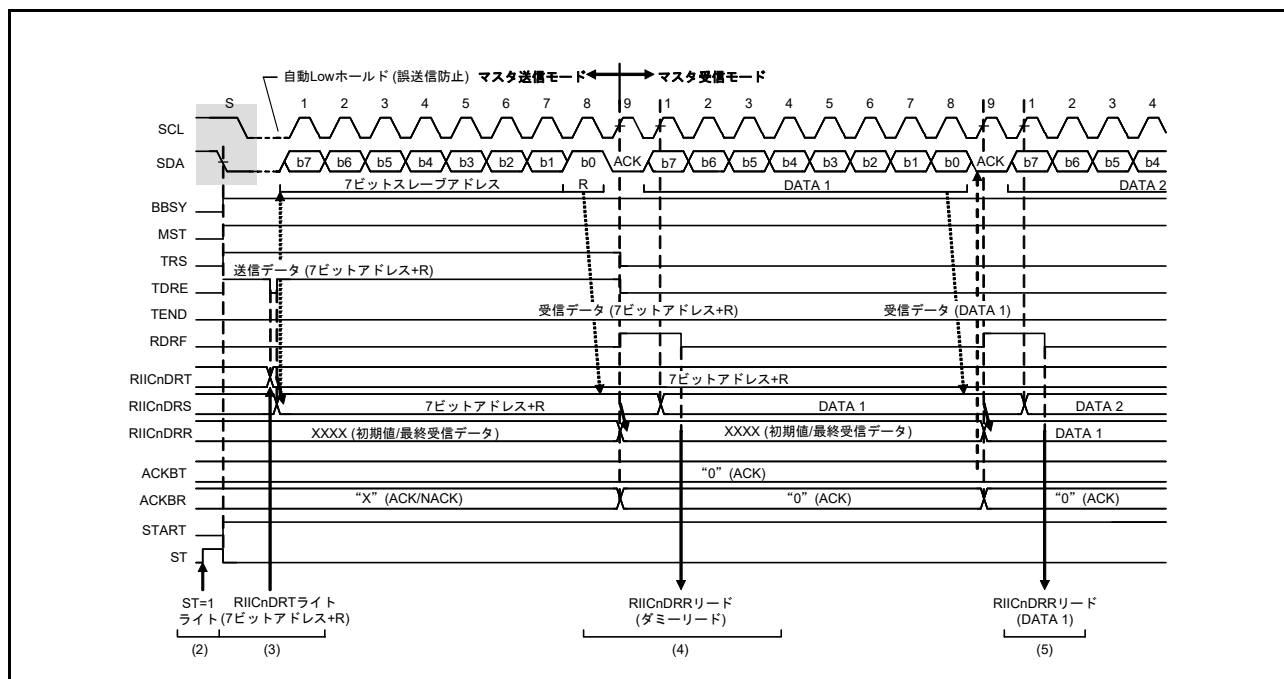 自動Lowホールド (誤送信防止) マスタ送信モード マスタ受信モード
S 1 2 3 4 5 6 7 8 9 1 2 3 4 5 6 7 8 9 1 2 3 4
SCL
SDA b7 b6 b5 b4 b3 b2 b1 b0 ACK b7 b6 b5 b4 b3 b2 b1 b0 ACK b7 b6 b5 b4
7ビットスレーブアドレス R DATA 1 DATA 2
BBSY
MST
TRS
送信データ (7ビットアドレス+R)
TDRE
受信データ (7ビットアドレス+R) 受信データ (DATA 1)
TEND
RDRF
RIICnDRT 7ビットアドレス+R
RIICnDRS 7ビットアドレス+R DATA 1 DATA 2
RIICnDRR XXXX (初期値/最終受信データ) XXXX (初期値/最終受信データ) DATA 1
ACKBT “0” (ACK)
ACKBR “X” (ACK/NACK) “0” (ACK) “0” (ACK)
START
ST
ST=1
ライト
RIICnDRTライト
(7ビットアドレス+R)
RIICnDRRリード
(ダミーリード)
RIICnDRRリード
(DATA 1)
(2) (3) (4) (5)